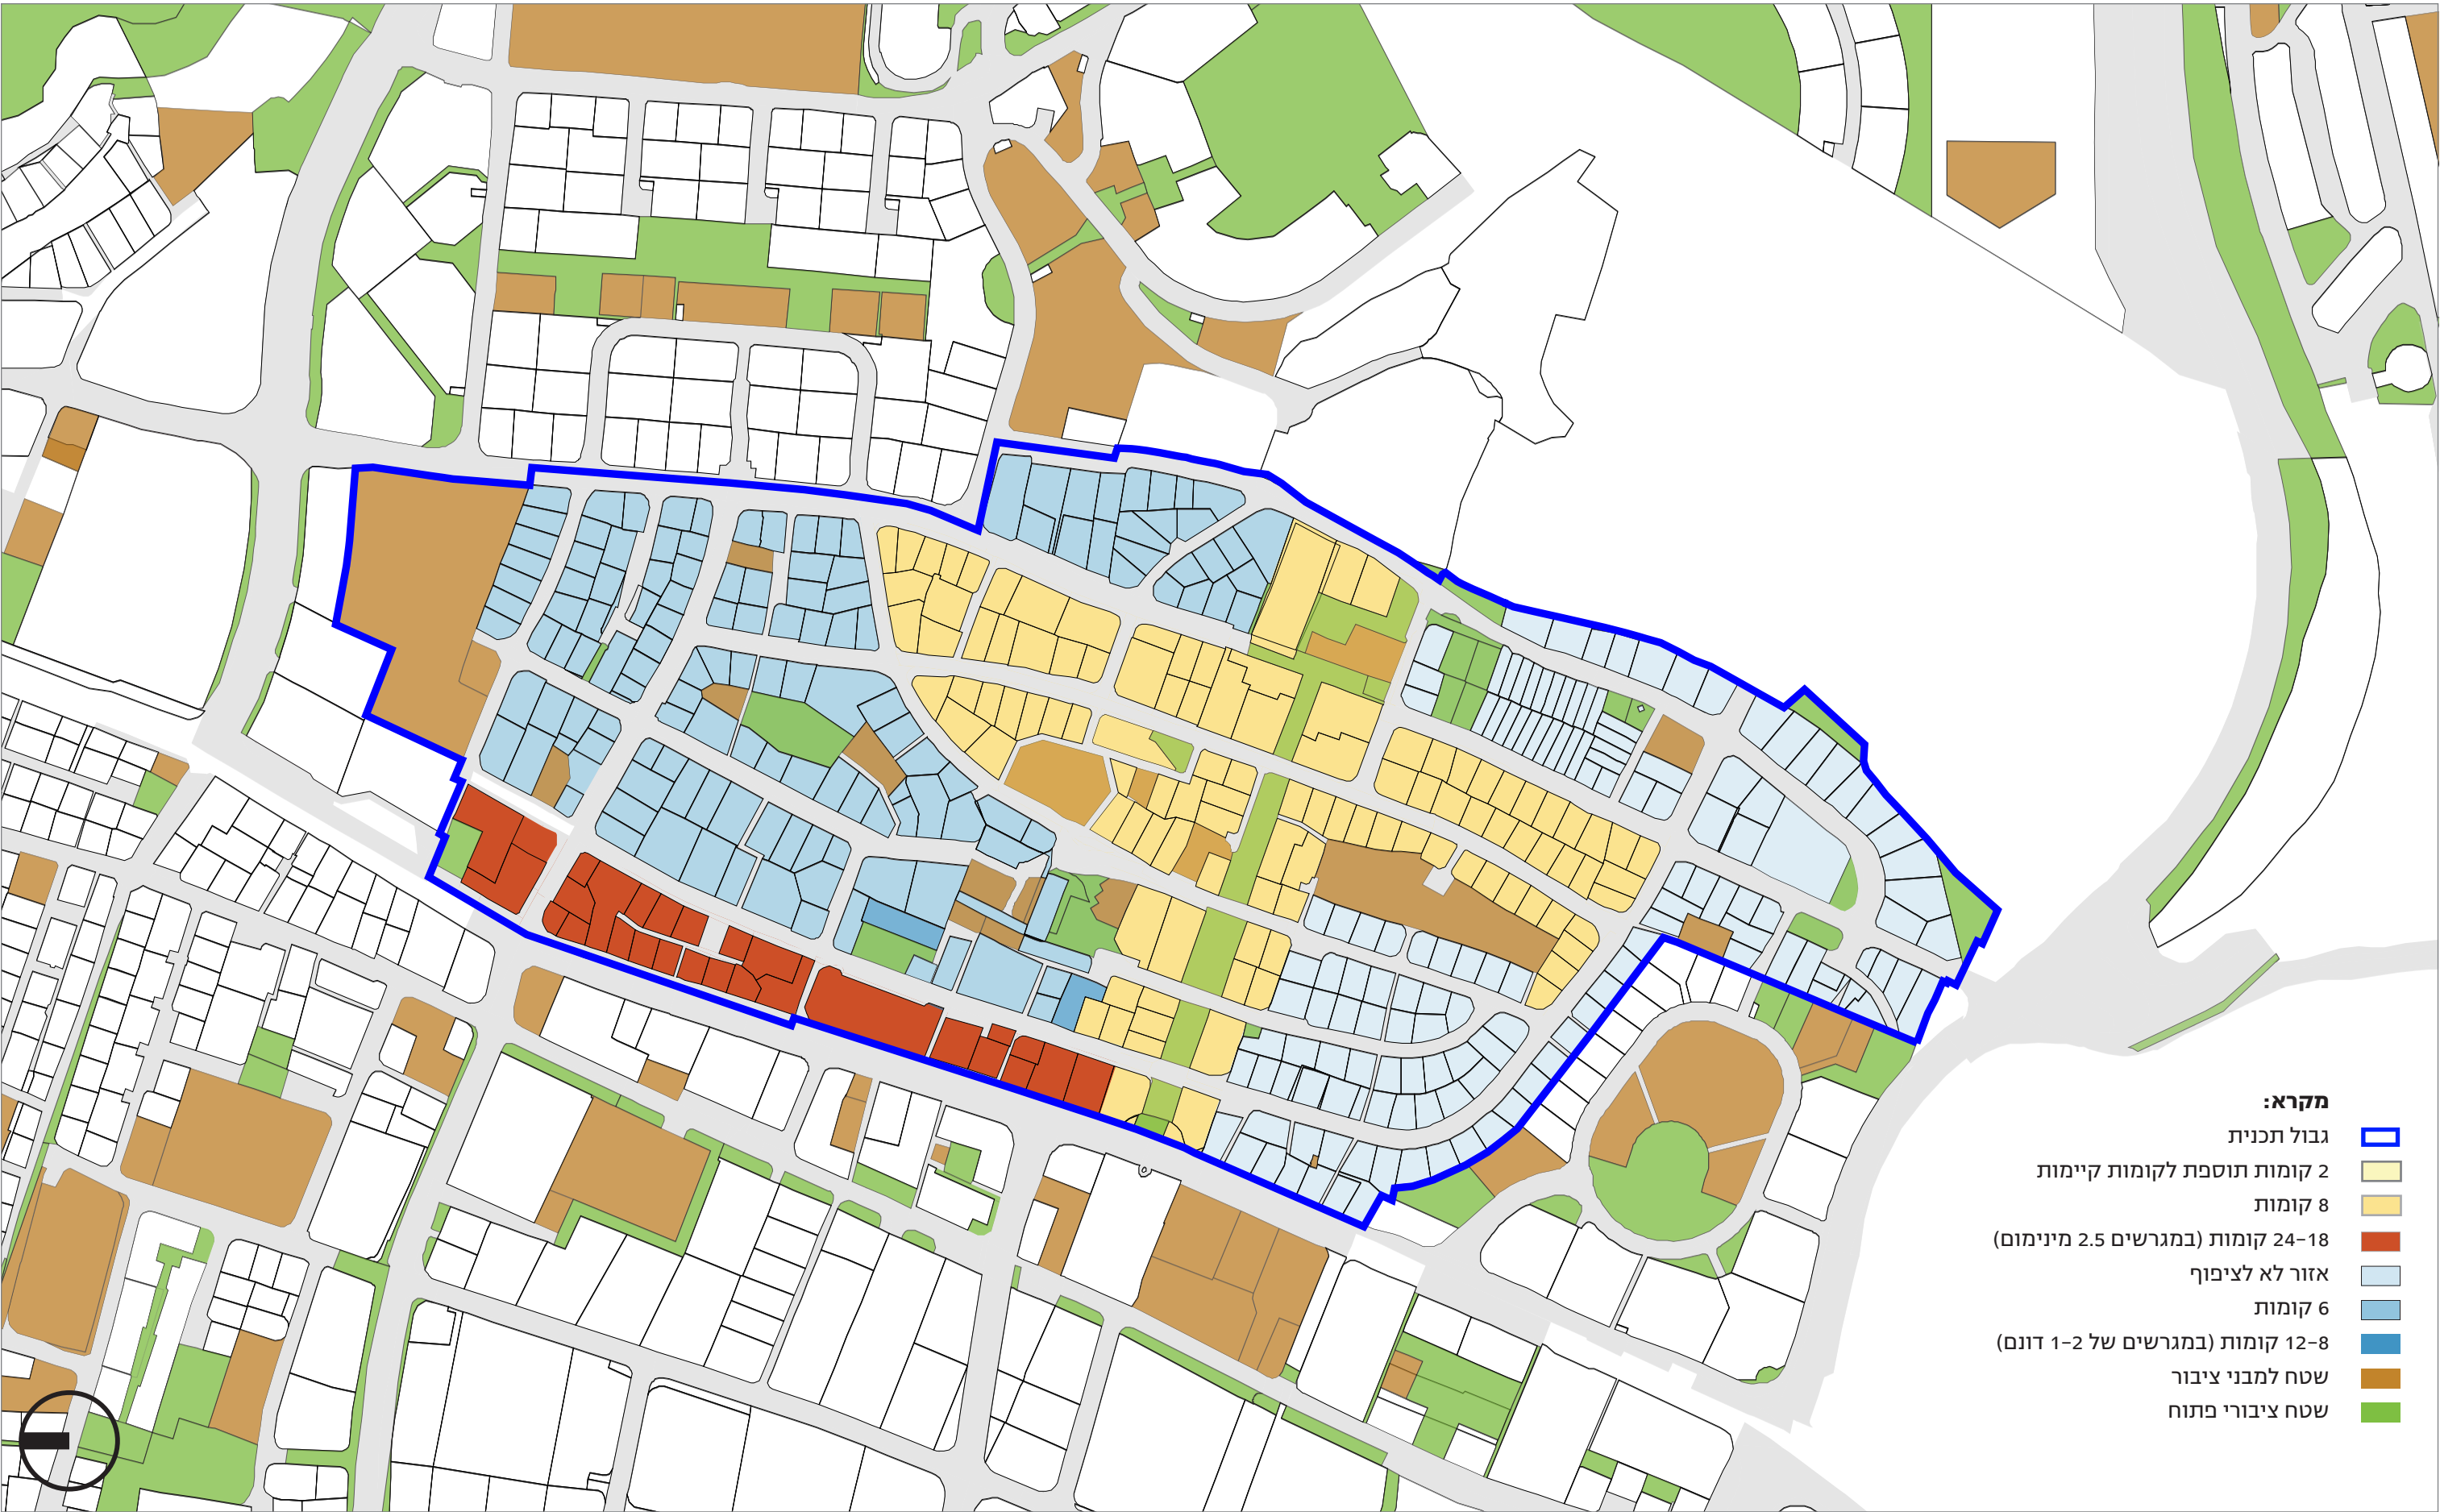 מקרא:
גבול תכנית
2 קומות תוספת לקומות קיימות
8 קומות
24-18 קומות (במגרשים 2.5 מינימום)
אזור לא לציפוף
6 קומות
12-8 קומות (במגרשים של 1-2 דונם)
שטח למבני ציבור
שטח ציבורי פתוח